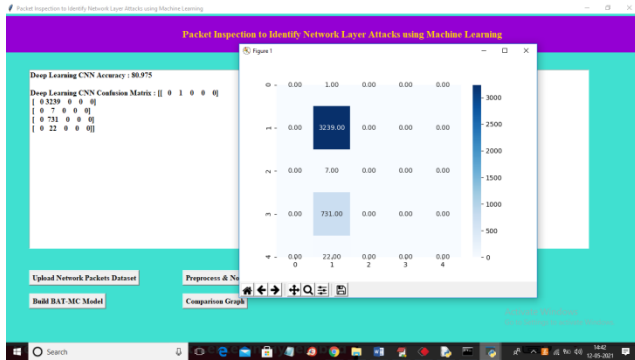 Packet Inspection to Identify Network Layer Attacks using Machine Learning
Packet Inspection to Identify Network Layer Attacks using Machine Learning
Figure 1
Deep Learning CNN Accuracy : 80.975
Deep Learning CNN Confusion Matrix : [[ 0 1 0 0 0]
[ 0 3239 0 0 0]
[ 0 7 0 0 0]
[ 0 731 0 0 0]
[ 0 22 0 0 0]]
0 0.00 1.00 0.00 0.00 0.00
1 0.00 3239.00 0.00 0.00 0.00
2 0.00 7.00 0.00 0.00 0.00
3 0.00 731.00 0.00 0.00 0.00
4 0.00 22.00 0.00 0.00 0.00
0 1 2 3 4
3000
2500
2000
1500
1000
500
0
Upload Network Packets Dataset
Preprocess & No
Build BAT-MC Model
Comparison Graph
Search
14:42
12-05-2021